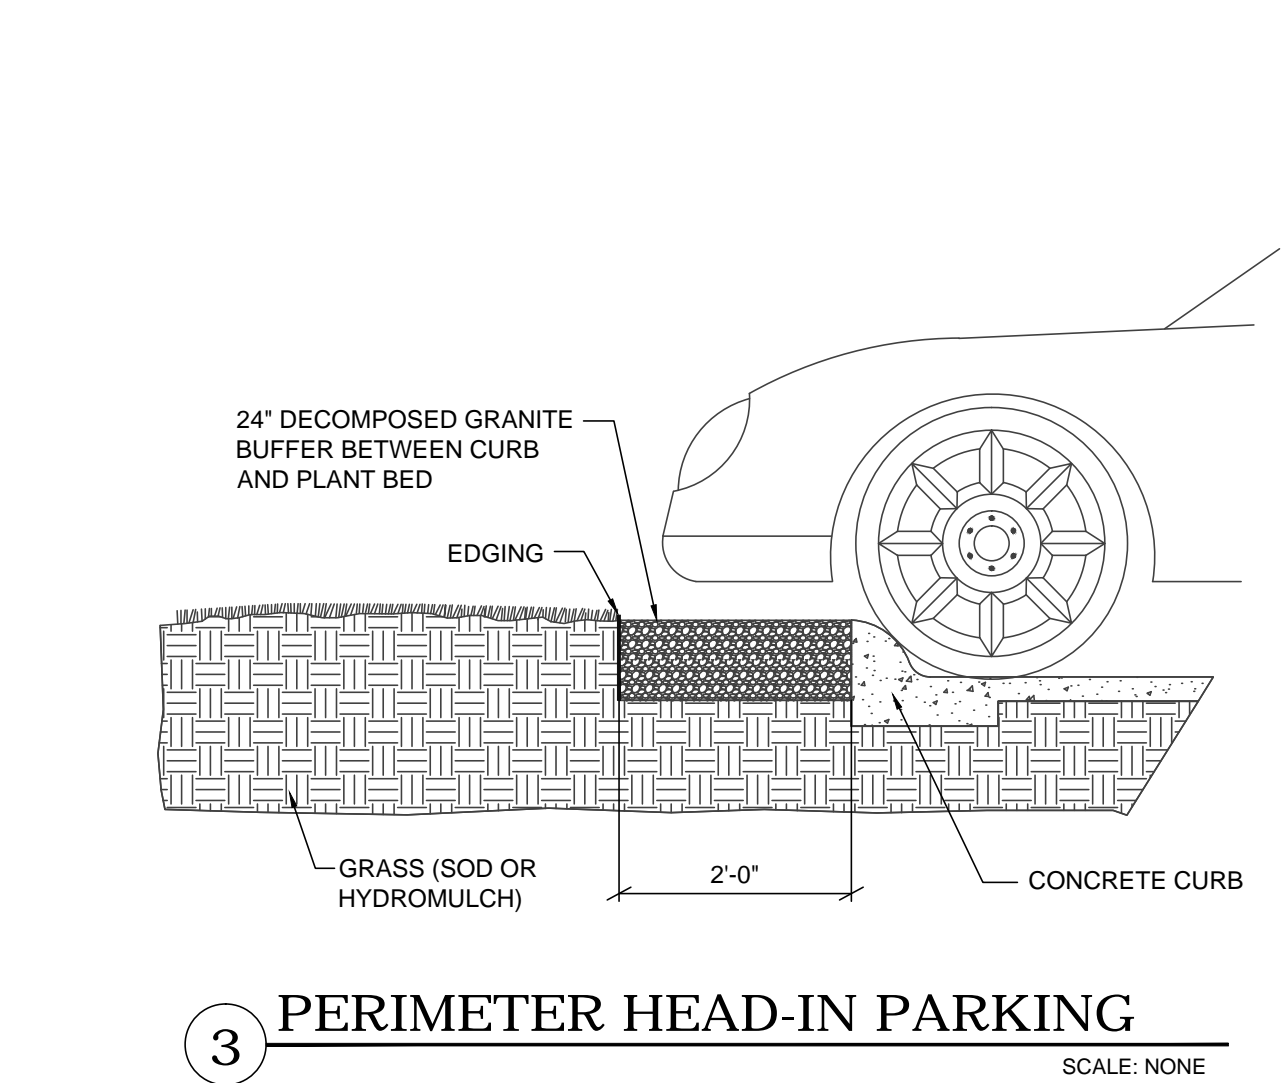 24" DECOMPOSED GRANITE
BUFFER BETWEEN CURB
AND PLANT BED
EDGING
GRASS (SOD OR
HYDROMULCH)
2'-0"
CONCRETE CURB
3
PERIMETER HEAD-IN PARKING
SCALE: NONE